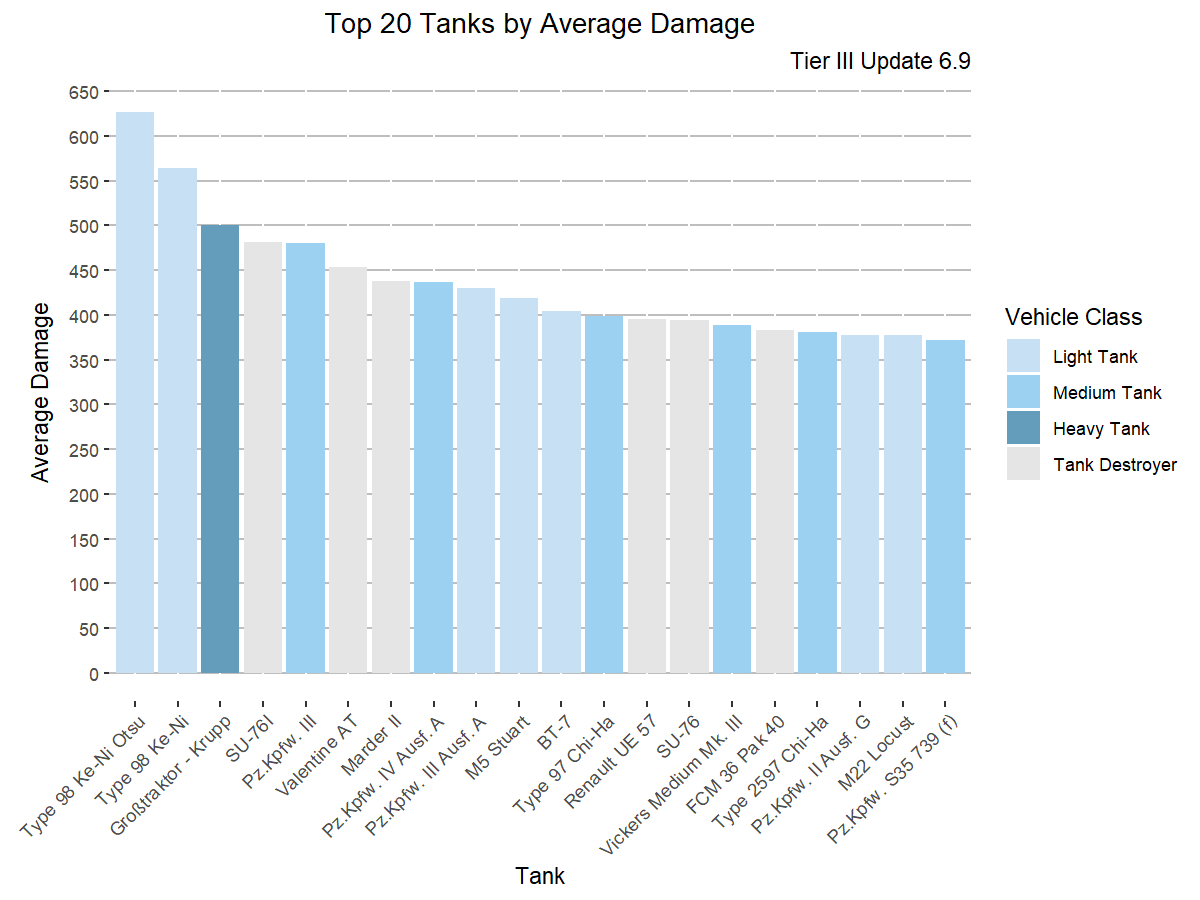 Top 20 Tanks by Average Damage
Tier III Update 6.9
650
600
550
500
450
400
350
300
250
200
150
100
50
0
Average Damage
Type 98 Ke-Ni Otsu
Type 98 Ke-Ni
Großtraktor - Krupp
SU-76I
Pz.Kpfw. III
Valentine AT
Marder II
Pz.Kpfw. IV Ausf. A
Pz.Kpfw. III Ausf. A
M5 Stuart
BT-7
Type 97 Chi-Ha
Renault UE 57
SU-76
Vickers Medium Mk. III
FCM 36 Pak 40
Type 2597 Chi-Ha
Pz.Kpfw. II Ausf. G
M22 Locust
Pz.Kpfw. S35 739 (f)
Tank
Vehicle Class
Light Tank
Medium Tank
Heavy Tank
Tank Destroyer